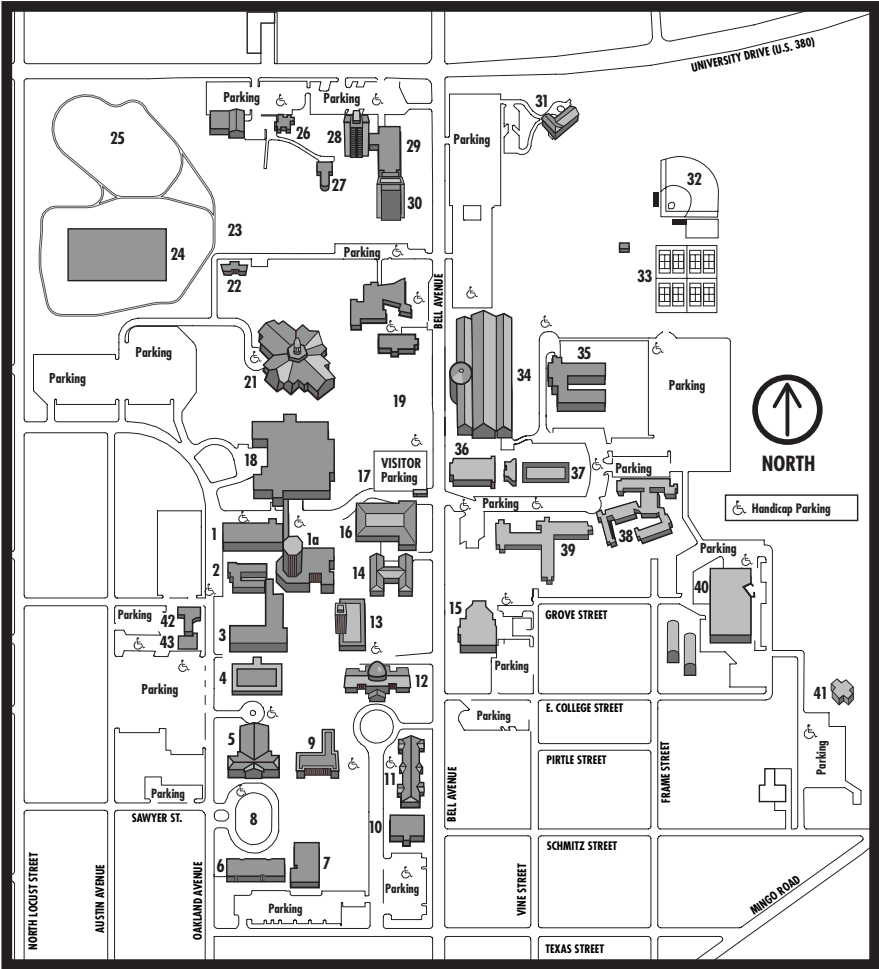 UNIVERSITY DRIVE (U.S. 380)
Parking
Parking
31
26
28
29
Parking
25
27
32
30
23
24
Parking
22
33
BELL AVENUE
Parking
21
34
35
Parking
Parking
19
NORTH
18
17
VISITOR
Parking
36
37
Parking
Parking
Handicap Parking
1
1a
16
38
39
Parking
2
14
40
Parking
42
43
3
13
15
GROVE STREET
Parking
4
12
Parking
41
E. COLLEGE STREET
Parking
5
9
11
PIRTLE STREET
Parking
FRAME STREET
BELL AVENUE
Parking
SAWYER ST.
8
10
SCHMITZ STREET
6
7
Parking
Parking
NORTH LOCUST STREET
AUSTIN AVENUE
OAKLAND AVENUE
VINE STREET
MINGO ROAD
TEXAS STREET